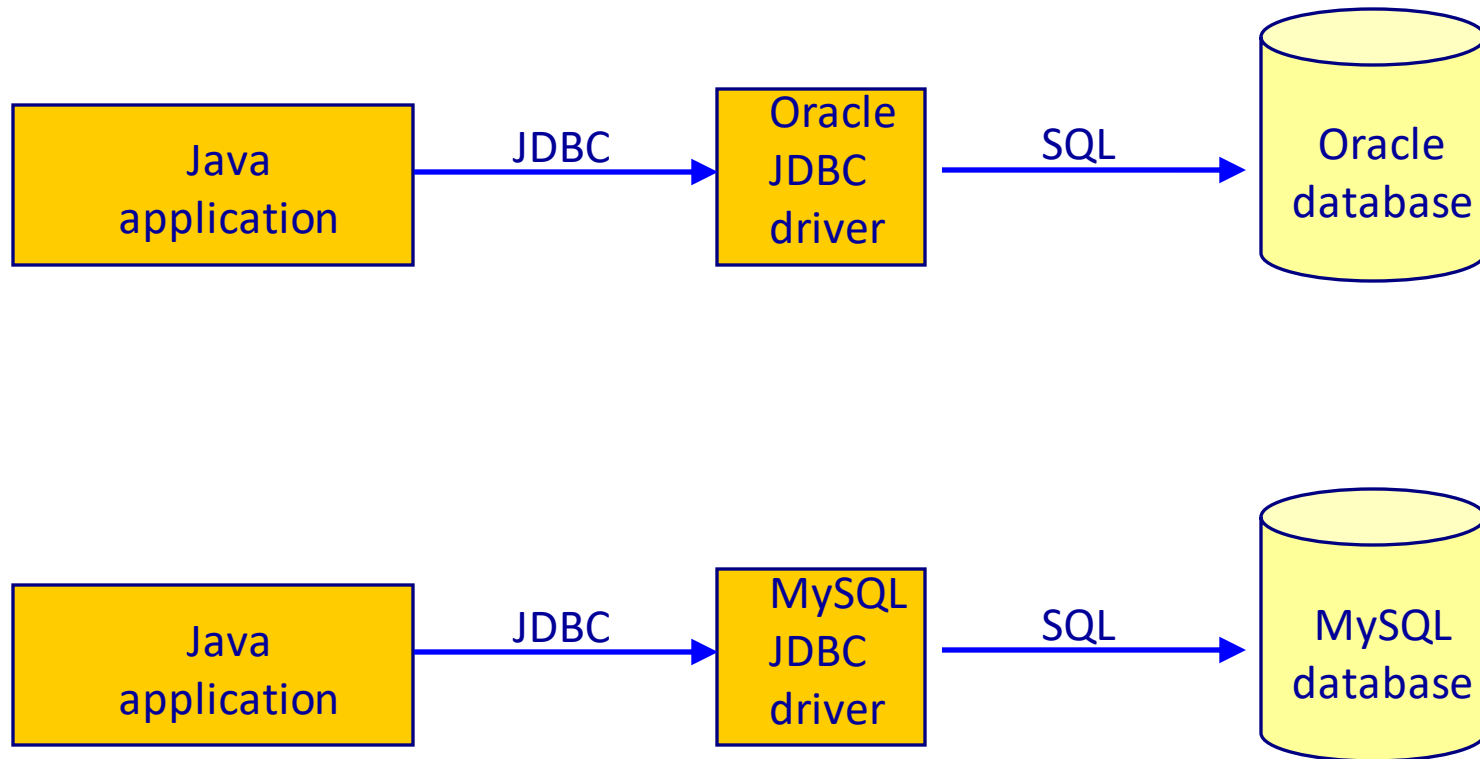 Java
application
JDBC
Oracle
JDBC
driver
SQL
Oracle
database
Java
application
JDBC
MySQL
JDBC
driver
SQL
MySQL
database